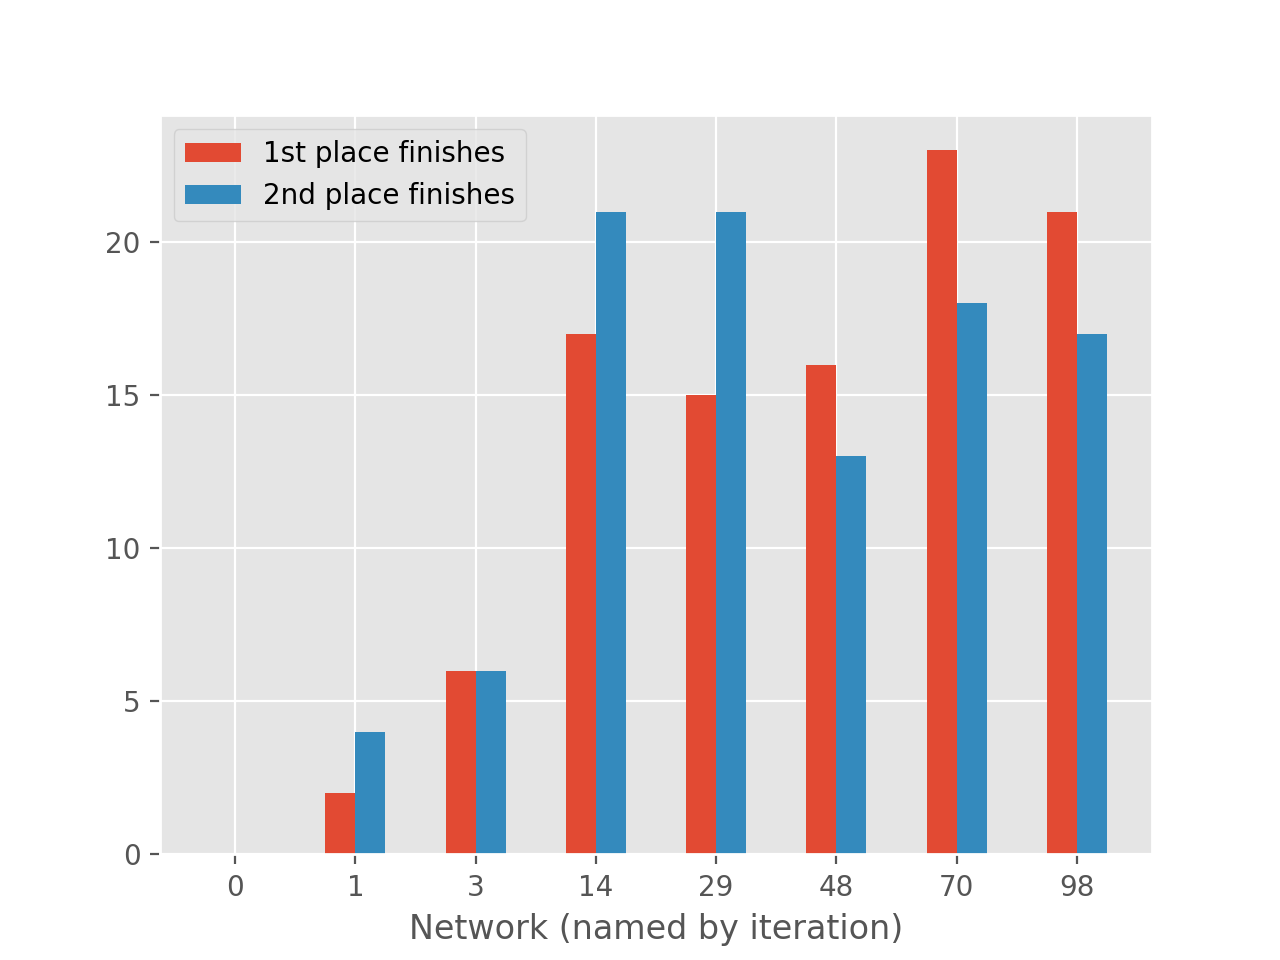 1st place finishes
2nd place finishes
20
15
10
5
0
0 1 3 14 29 48 70 98
Network (named by iteration)